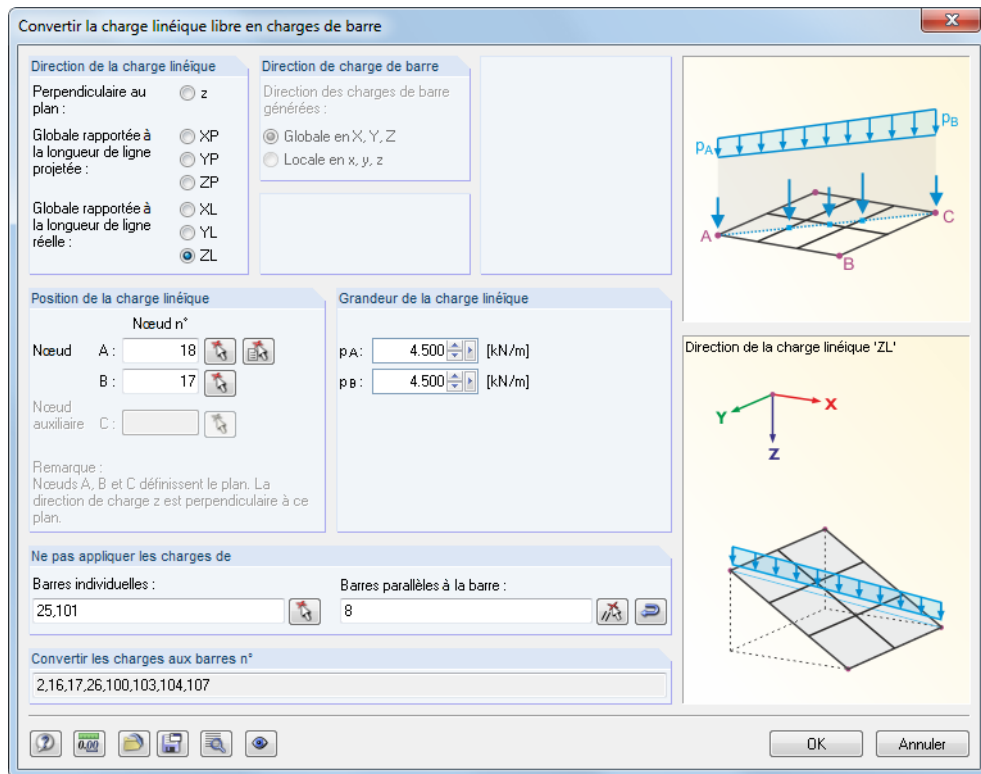 Convertir la charge linéique libre en charges de barre
Direction de la charge linéique
Perpendiculaire au
plan :
z
Globale rapportée à
la longueur de ligne
projetée :
XP
YP
ZP
Globale rapportée à
la longueur de ligne
réelle :
XL
YL
ZL
Direction de charge de barre
Direction des charges de barre
générées :
Globale en X, Y, Z
Locale en x, y, z
pA
pB
A
B
C
Position de la charge linéique
Nœud n°
Nœud A : 18
B : 17
Nœud
auxiliaire C :
Remarque :
Nœuds A, B et C définissent le plan. La
direction de charge z est perpendiculaire à ce
plan.
Grandeur de la charge linéique
pA: 4.500 [kN/m]
pB: 4.500 [kN/m]
Direction de la charge linéique 'ZL'
X
Y
Z
Ne pas appliquer les charges de
Barres individuelles :
25,101
Barres parallèles à la barre :
8
Convertir les charges aux barres n°
2,16,17,26,100,103,104,107
0.00
OK
Annuler